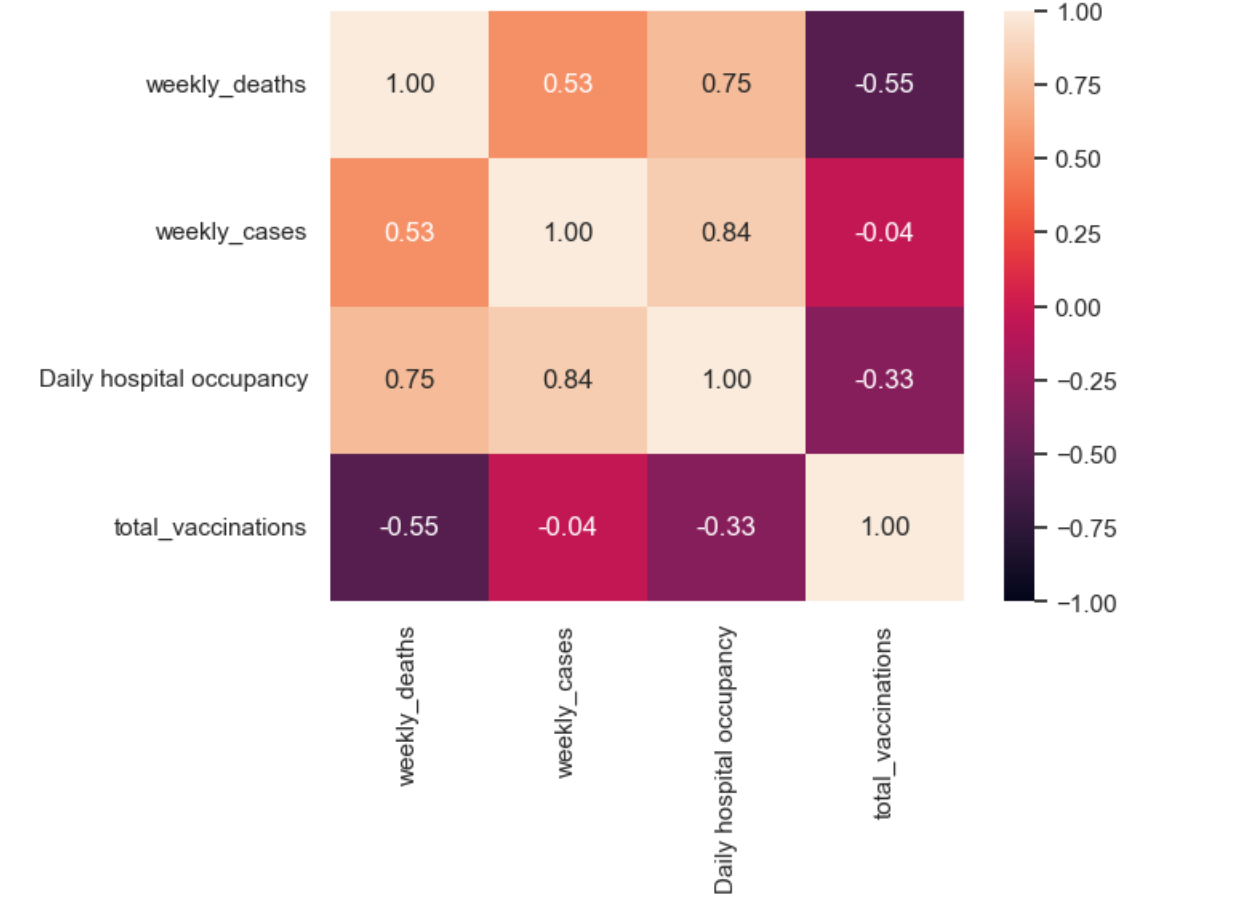 weekly_deaths 1.00 0.53 0.75 -0.55
weekly_cases 0.53 1.00 0.84 -0.04
Daily hospital occupancy 0.75 0.84 1.00 -0.33
total_vaccinations -0.55 -0.04 -0.33 1.00
weekly_deaths
weekly_cases
Daily hospital occupancy
total_vaccinations
1.00
0.75
0.50
0.25
0.00
−0.25
−0.50
−0.75
−1.00